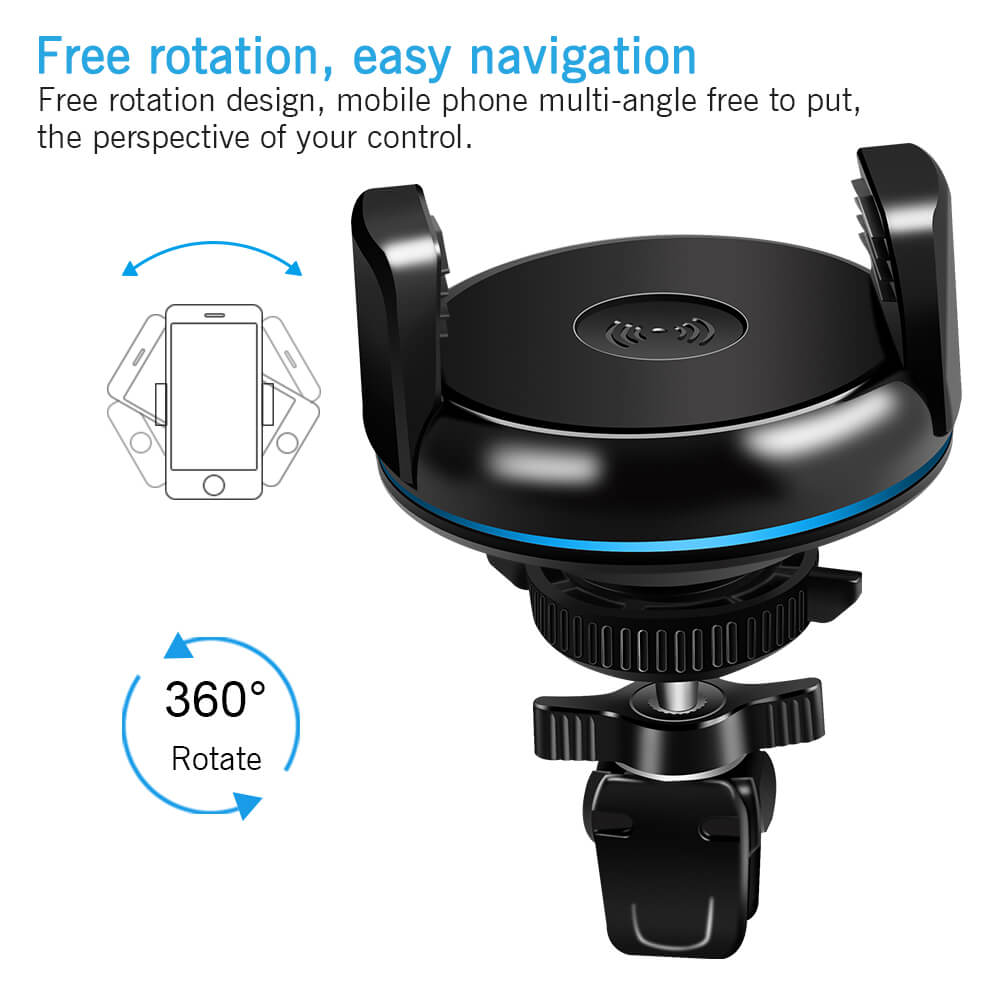 Free rotation, easy navigation
Free rotation design, mobile phone multi-angle free to put,
the perspective of your control.
360°
Rotate